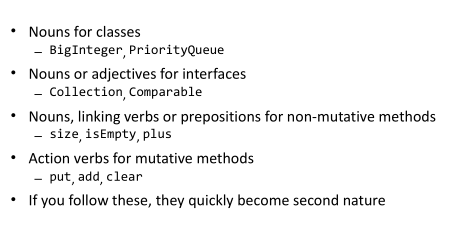 • Nouns for classes
– BigInteger, PriorityQueue
• Nouns or adjectives for interfaces
– Collection, Comparable
• Nouns, linking verbs or prepositions for non-mutative methods
– size, isEmpty, plus
• Action verbs for mutative methods
– put, add, clear
• If you follow these, they quickly become second nature